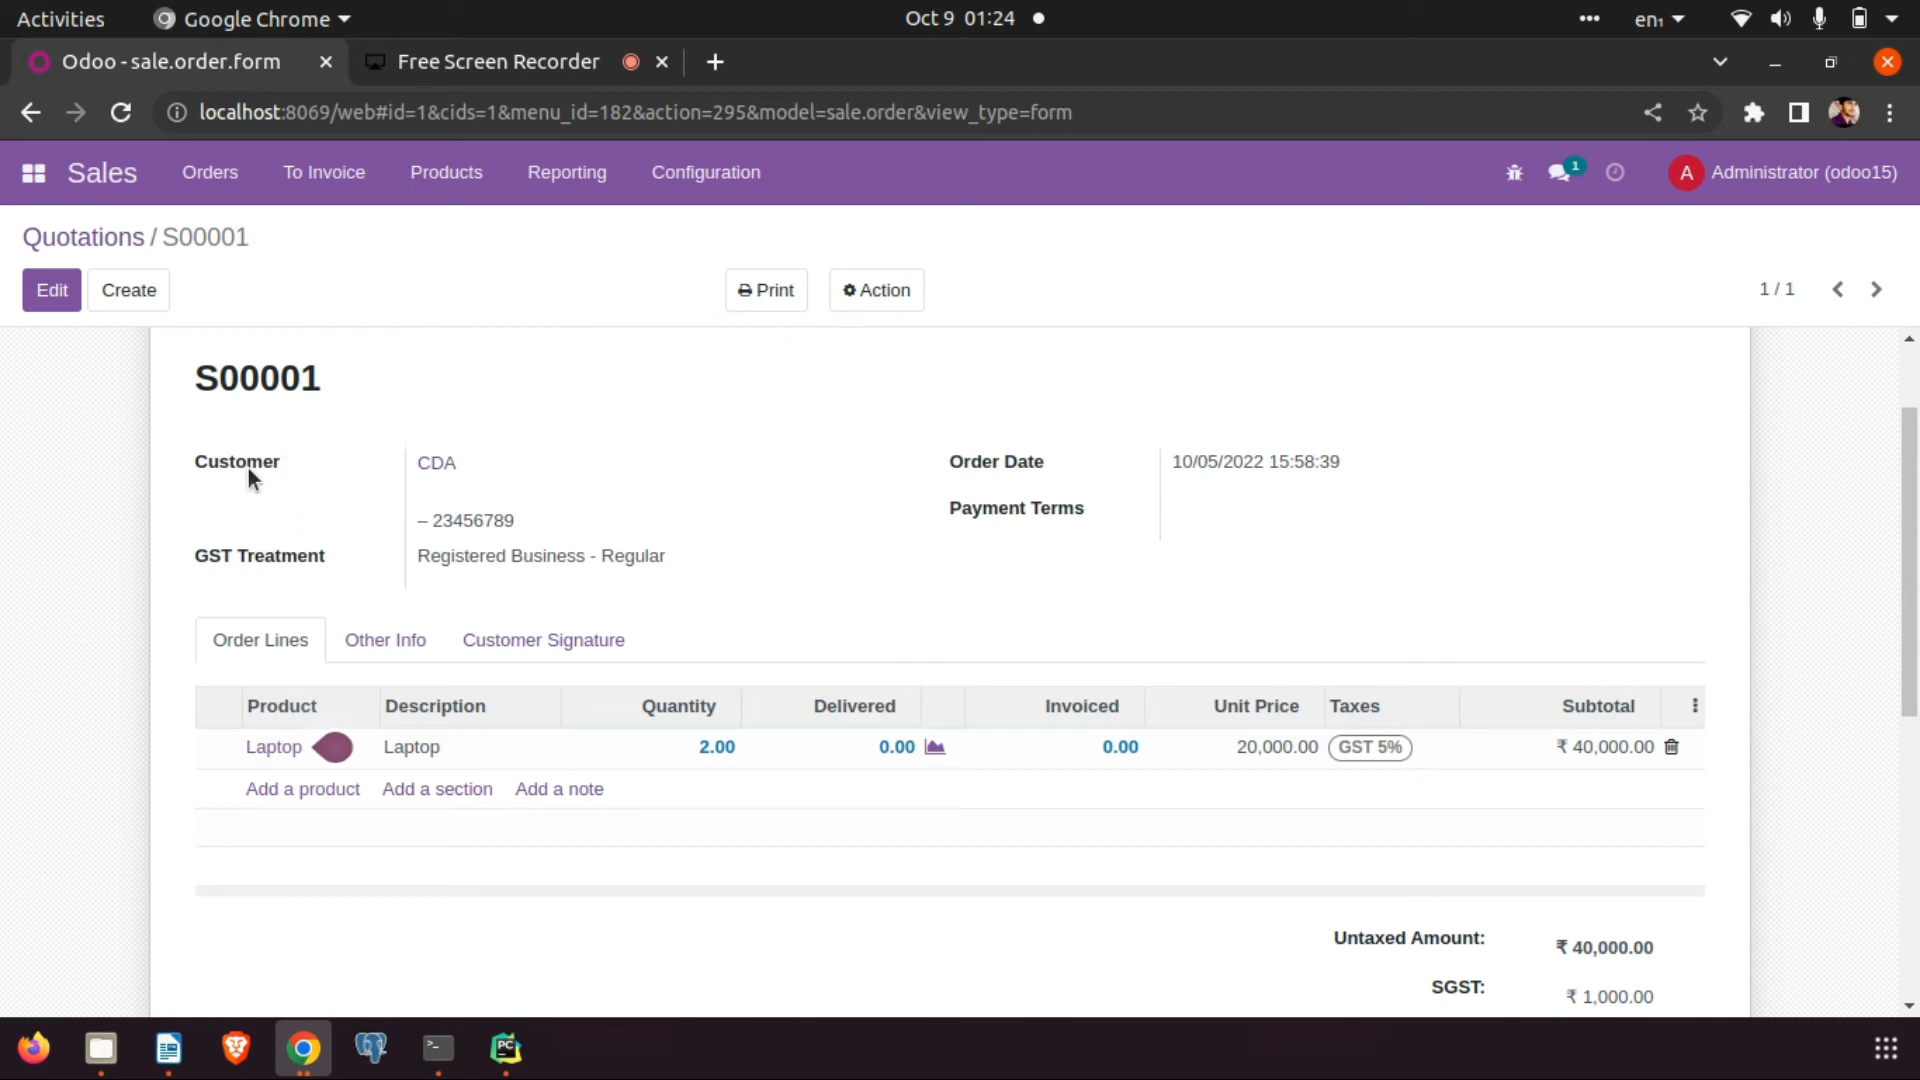 Activities Google Chrome Oct 9 01:24 en₁
Odoo - sale.order.form Free Screen Recorder
localhost:8069/web#id=1&cids=1&menu_id=182&action=295&model=sale.order&view_type=form
Sales Orders To Invoice Products Reporting Configuration 1 A Administrator (odoo15)
Quotations / S00001
Edit Create Print Action 1 / 1
S00001
Customer CDA Order Date 10/05/2022 15:58:39
Payment Terms
– 23456789
GST Treatment Registered Business - Regular
Order Lines Other Info Customer Signature
Product Description Quantity Delivered Invoiced Unit Price Taxes Subtotal
Laptop Laptop 2.00 0.00 0.00 20,000.00 GST 5% ₹ 40,000.00
Add a product Add a section Add a note
Untaxed Amount: ₹ 40,000.00
SGST: ₹ 1,000.00
PC